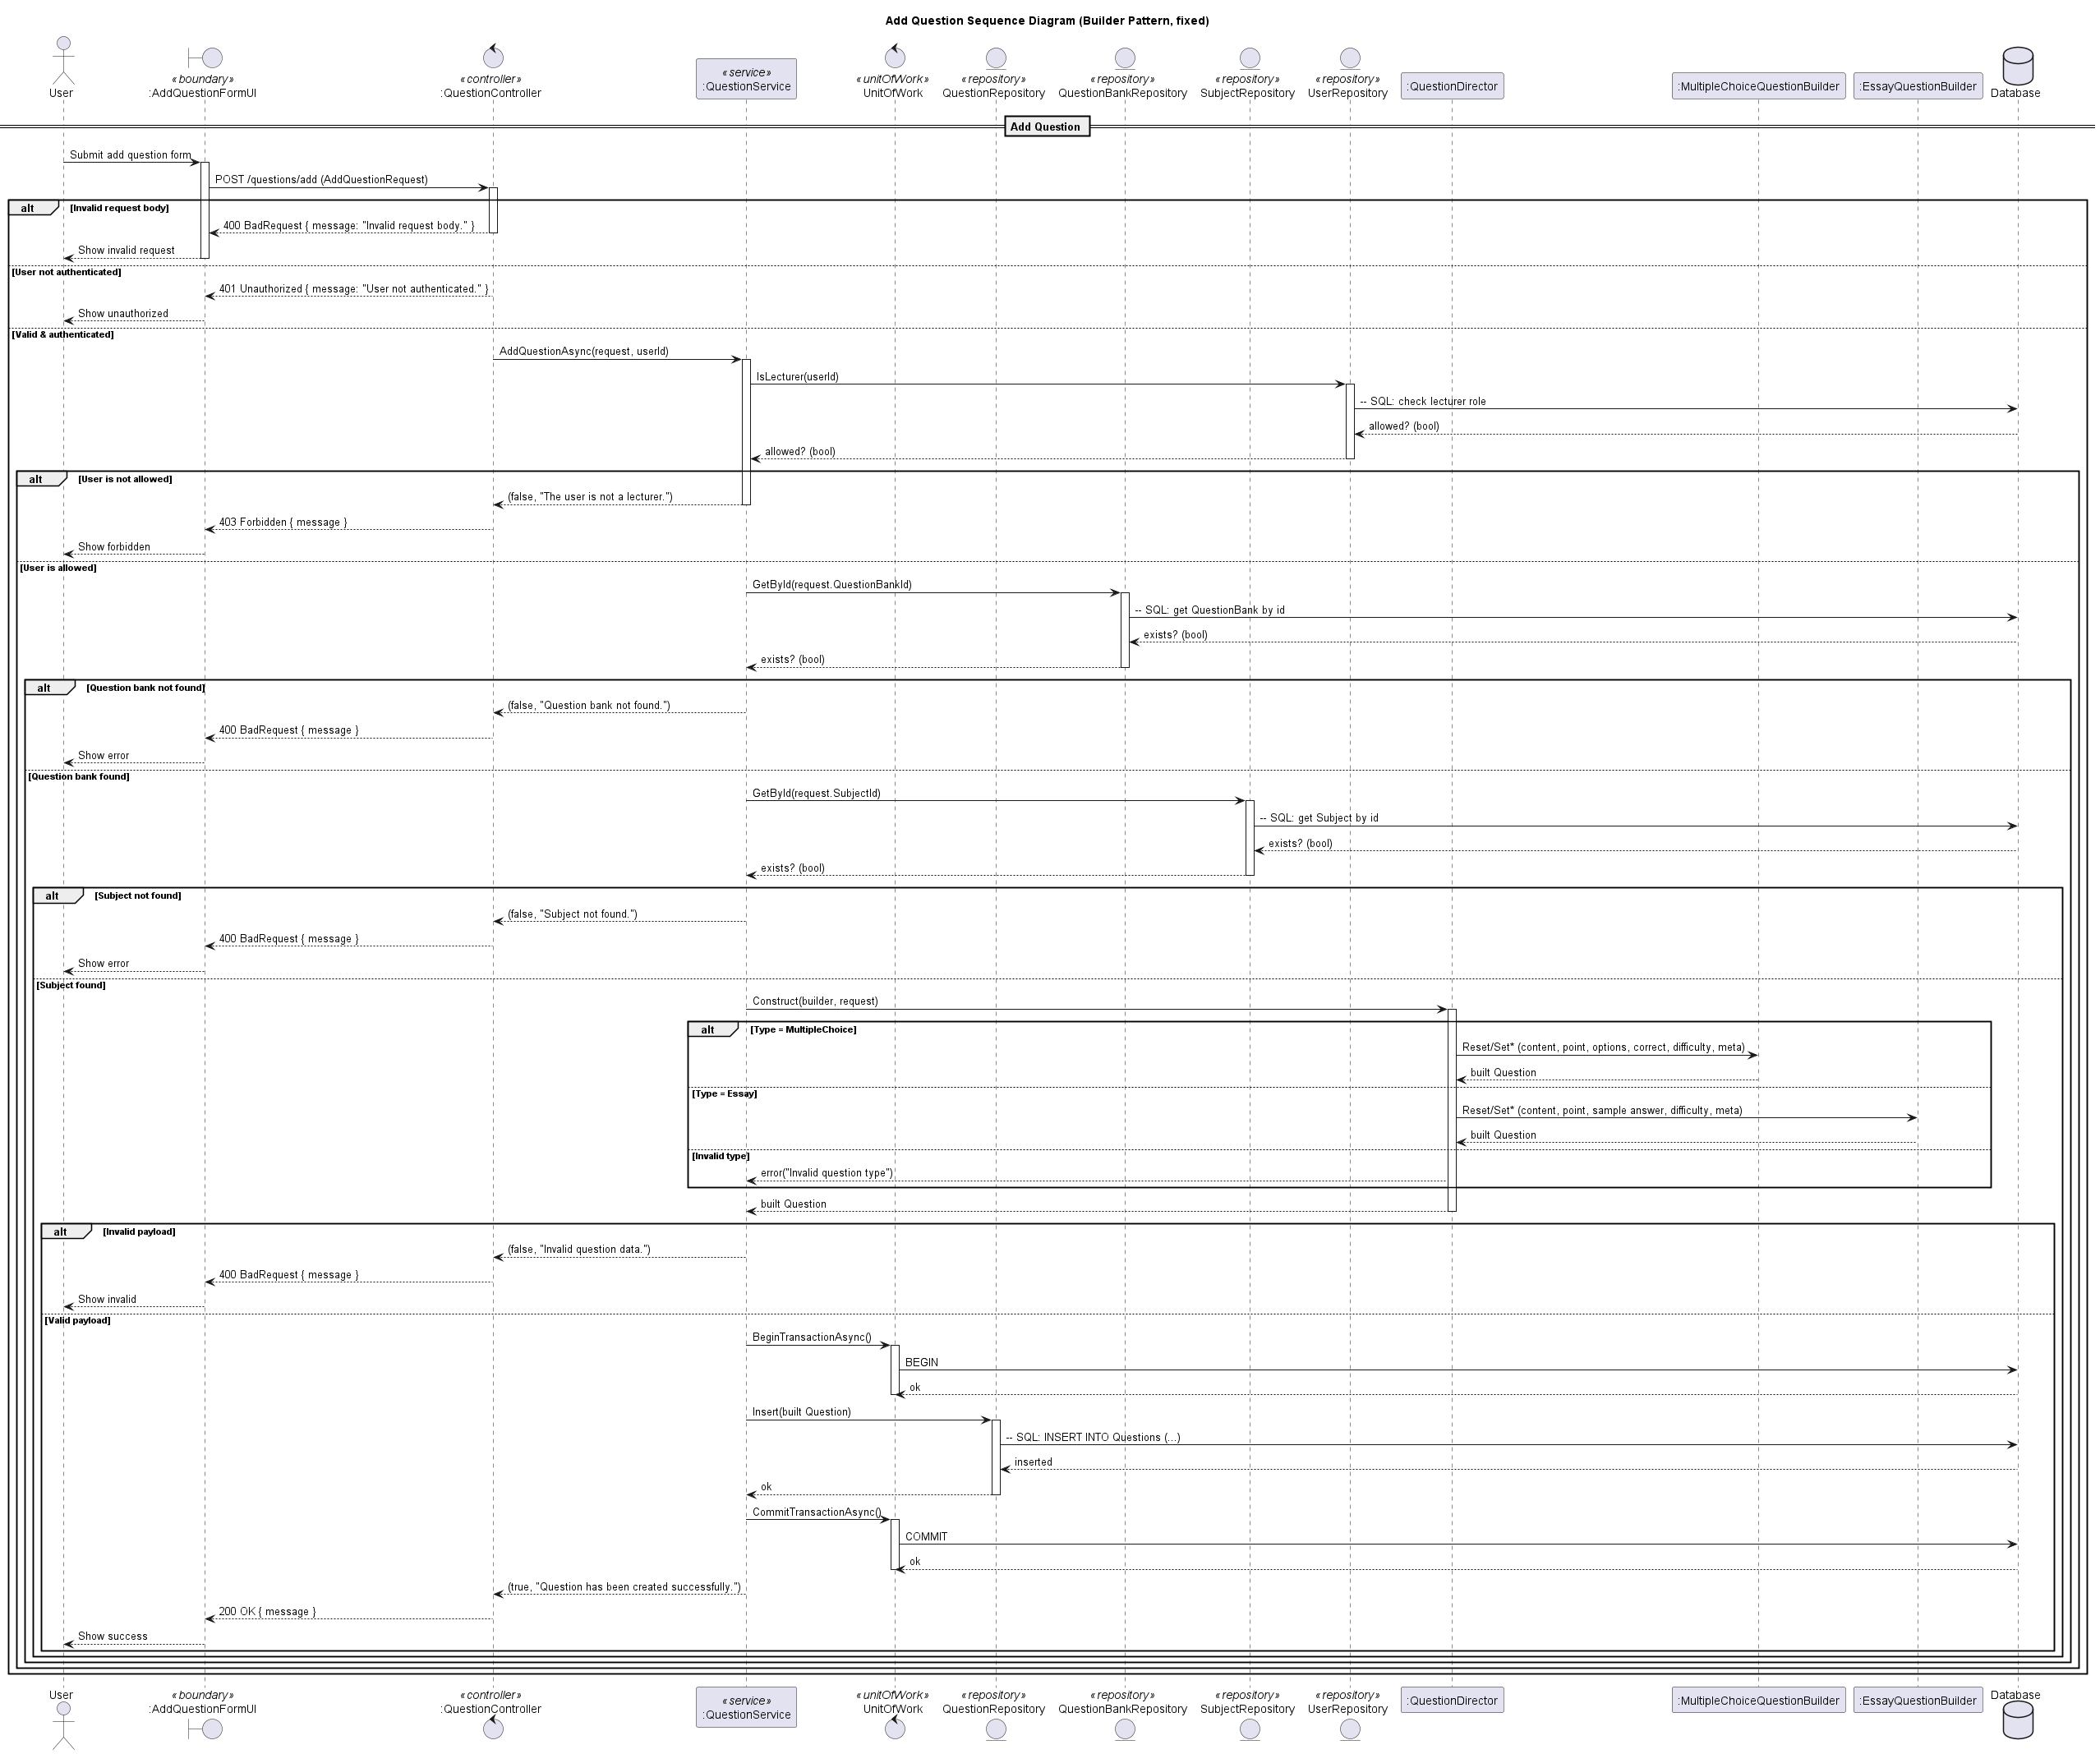 Add Question Sequence Diagram (Builder Pattern, fixed)
User
«boundary»
:AddQuestionFormUI
«controller»
:QuestionController
«service»
:QuestionService
«unitOfWork»
UnitOfWork
«repository»
QuestionRepository
«repository»
QuestionBankRepository
«repository»
SubjectRepository
«repository»
UserRepository
:QuestionDirector
:MultipleChoiceQuestionBuilder
:EssayQuestionBuilder
Database
Add Question
Submit add question form
POST /questions/add (AddQuestionRequest)
alt [Invalid request body]
400 BadRequest { message: "Invalid request body." }
Show invalid request
[User not authenticated]
401 Unauthorized { message: "User not authenticated." }
Show unauthorized
[Valid & authenticated]
AddQuestionAsync(request, userId)
IsLecturer(userId)
-- SQL: check lecturer role
allowed? (bool)
allowed? (bool)
alt [User is not allowed]
(false, "The user is not a lecturer.")
403 Forbidden { message }
Show forbidden
[User is allowed]
GetById(request.QuestionBankId)
-- SQL: get QuestionBank by id
exists? (bool)
exists? (bool)
alt [Question bank not found]
(false, "Question bank not found.")
400 BadRequest { message }
Show error
[Question bank found]
GetById(request.SubjectId)
-- SQL: get Subject by id
exists? (bool)
exists? (bool)
alt [Subject not found]
(false, "Subject not found.")
400 BadRequest { message }
Show error
[Subject found]
Construct(builder, request)
alt [Type = MultipleChoice]
Reset/Set* (content, point, options, correct, difficulty, meta)
built Question
[Type = Essay]
Reset/Set* (content, point, sample answer, difficulty, meta)
built Question
[Invalid type]
error("Invalid question type")
built Question
alt [Invalid payload]
(false, "Invalid question data.")
400 BadRequest { message }
Show invalid
[Valid payload]
BeginTransactionAsync()
BEGIN
ok
Insert(built Question)
-- SQL: INSERT INTO Questions (...)
inserted
ok
CommitTransactionAsync()
COMMIT
ok
(true, "Question has been created successfully.")
200 OK { message }
Show success
User
«boundary»
:AddQuestionFormUI
«controller»
:QuestionController
«service»
:QuestionService
«unitOfWork»
UnitOfWork
«repository»
QuestionRepository
«repository»
QuestionBankRepository
«repository»
SubjectRepository
«repository»
UserRepository
:QuestionDirector
:MultipleChoiceQuestionBuilder
:EssayQuestionBuilder
Database